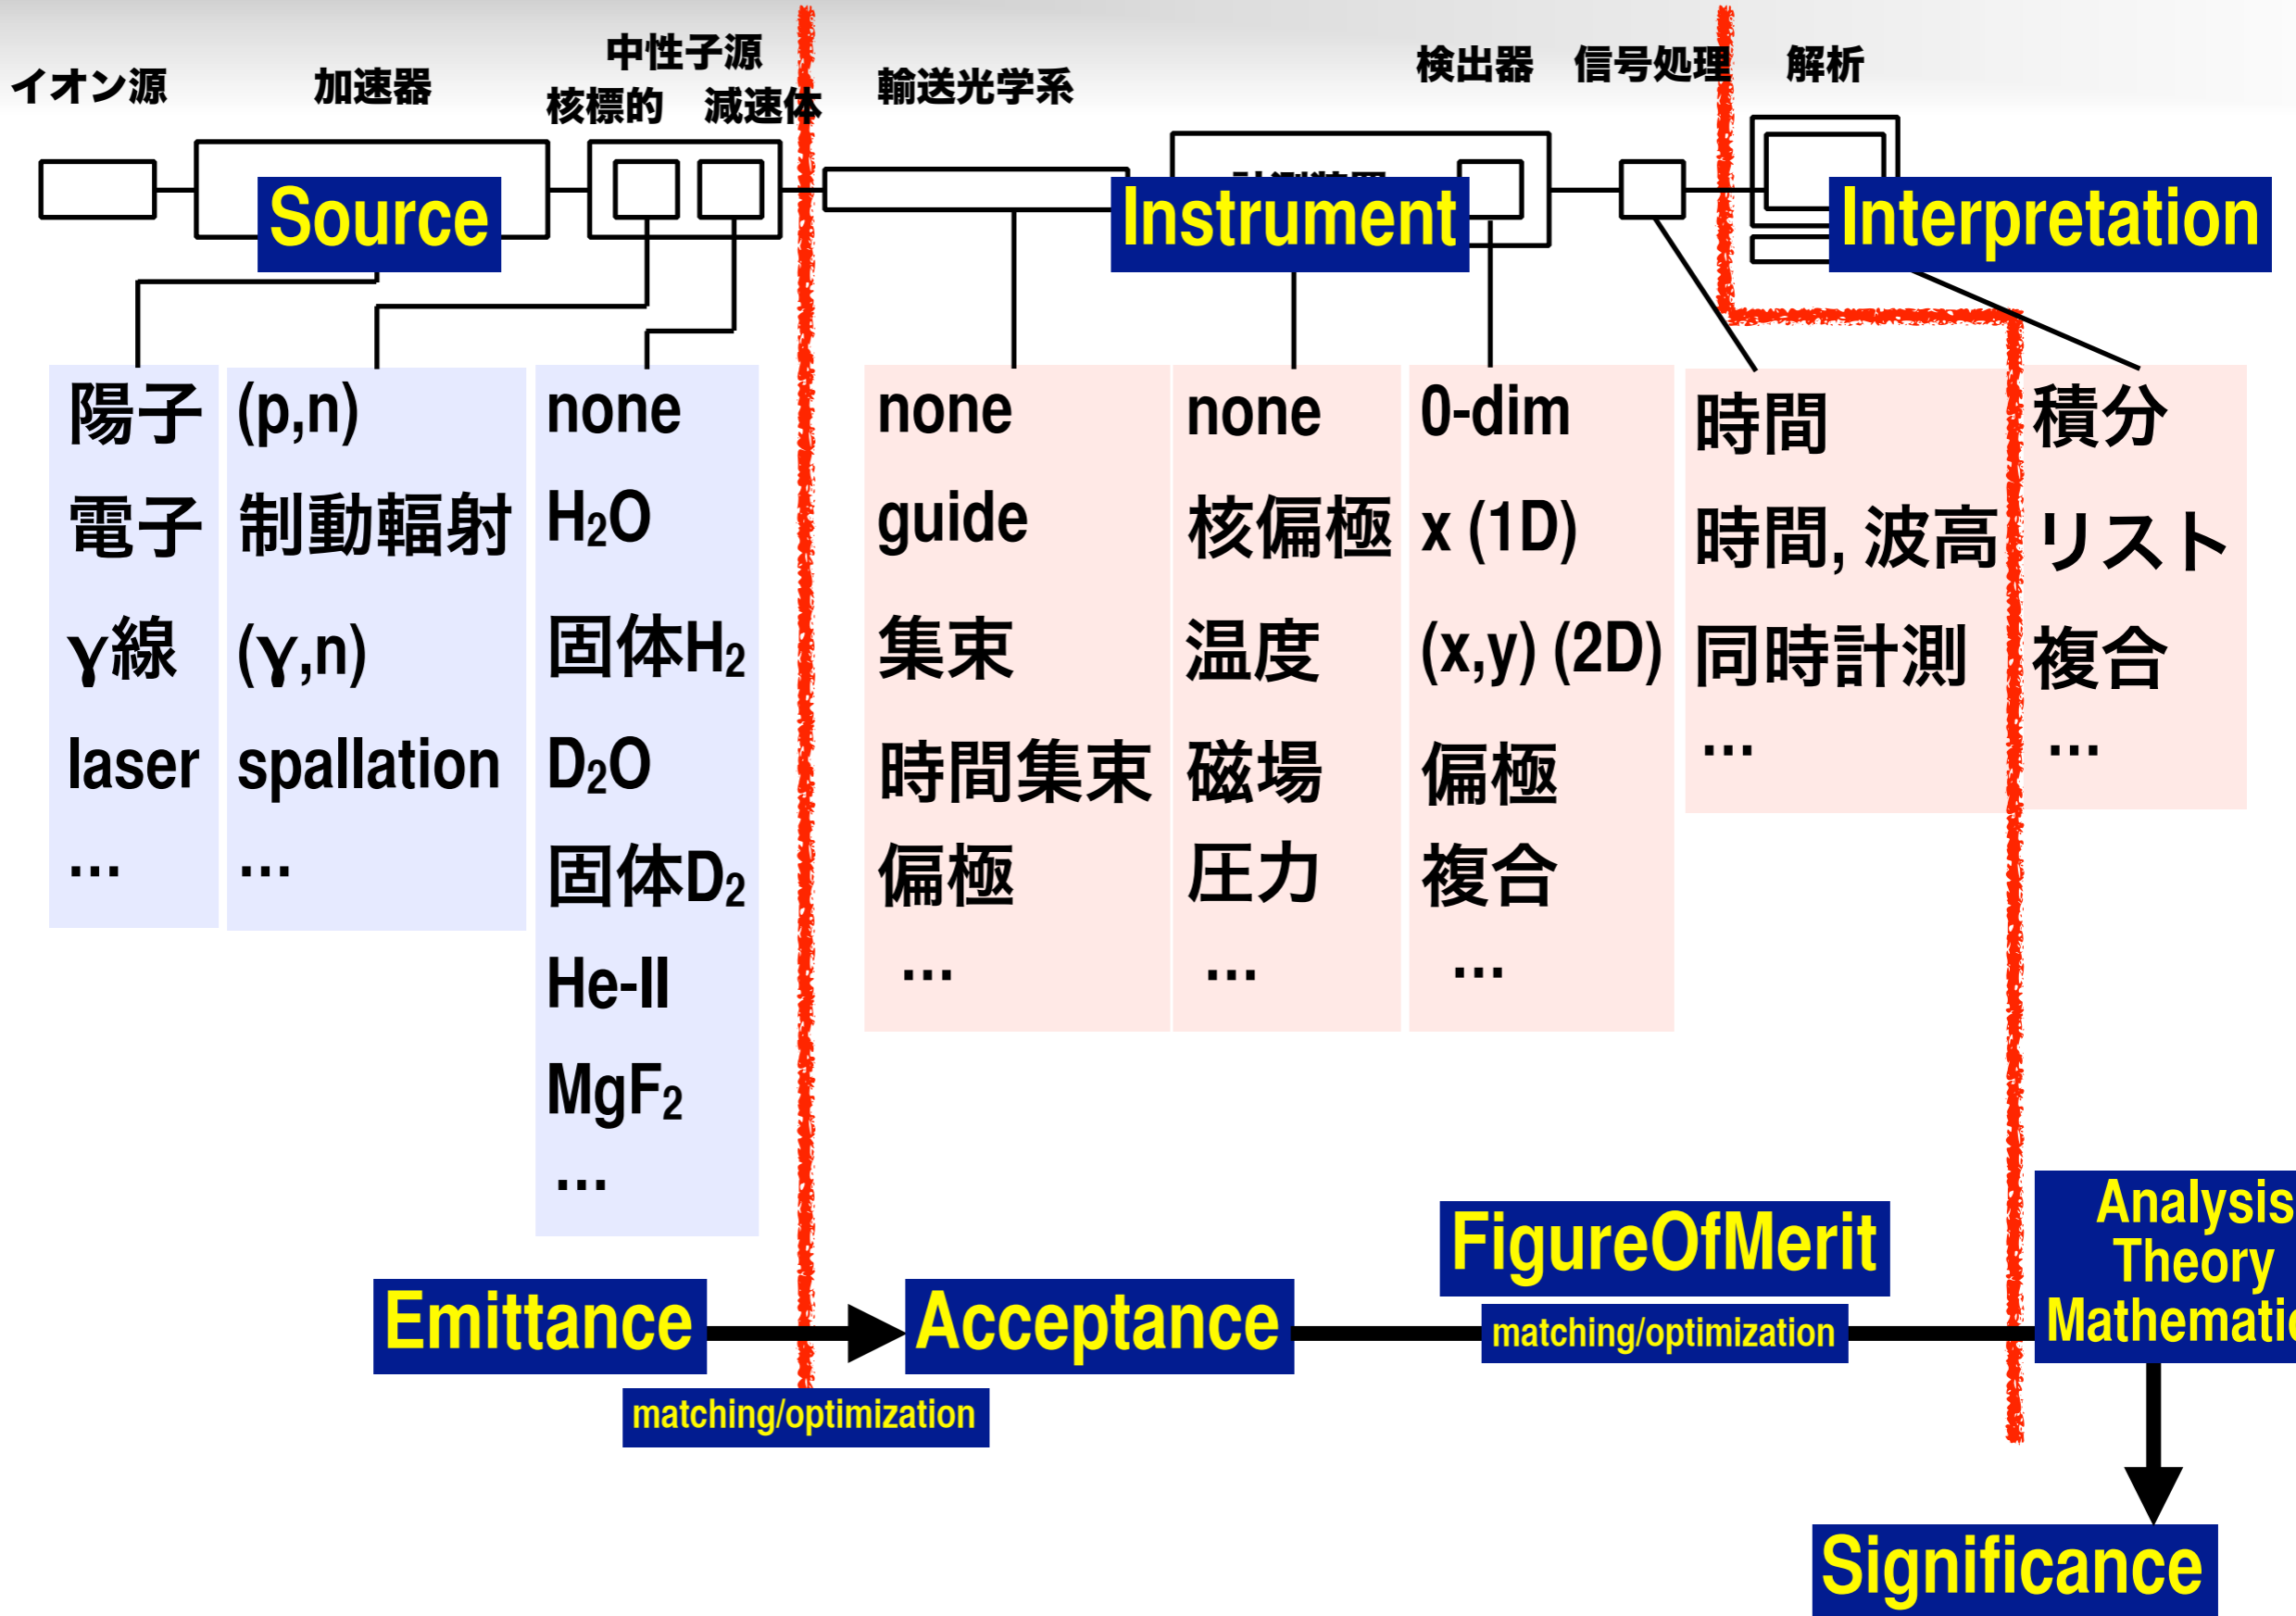 中性子源
イオン源
加速器
核標的
減速体
輸送光学系
検出器
信号処理
解析
Source
Instrument
Interpretation
陽子
電子
γ線
laser
…
(p,n)
制動輻射
(γ,n)
spallation
…
none
H₂O
固体H₂
D₂O
固体D₂
He-II
MgF₂
…
none
guide
集束
時間集束
偏極
…
none
核偏極
温度
磁場
圧力
…
0-dim
x (1D)
(x,y) (2D)
偏極
複合
…
時間
時間, 波高
同時計測
…
積分
リスト
複合
…
Emittance
matching/optimization
Acceptance
FigureOfMerit
matching/optimization
Analysis
Theory
Significance